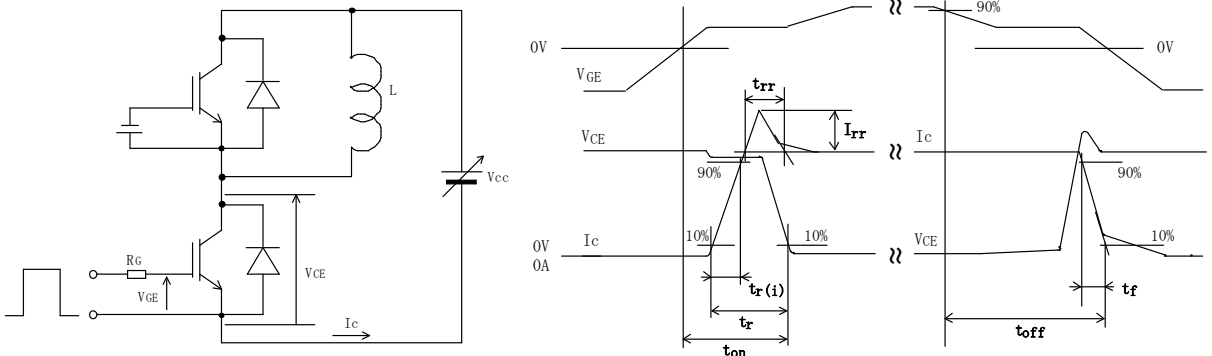 L
Vcc
RG
VGE
VCE
Ic
0V
VGE
trr
Irr
VCE
90%
10%
10%
0V
0A
Ic
tr(i)
tr
ton
90%
0V
Ic
90%
VCE
10%
tf
toff